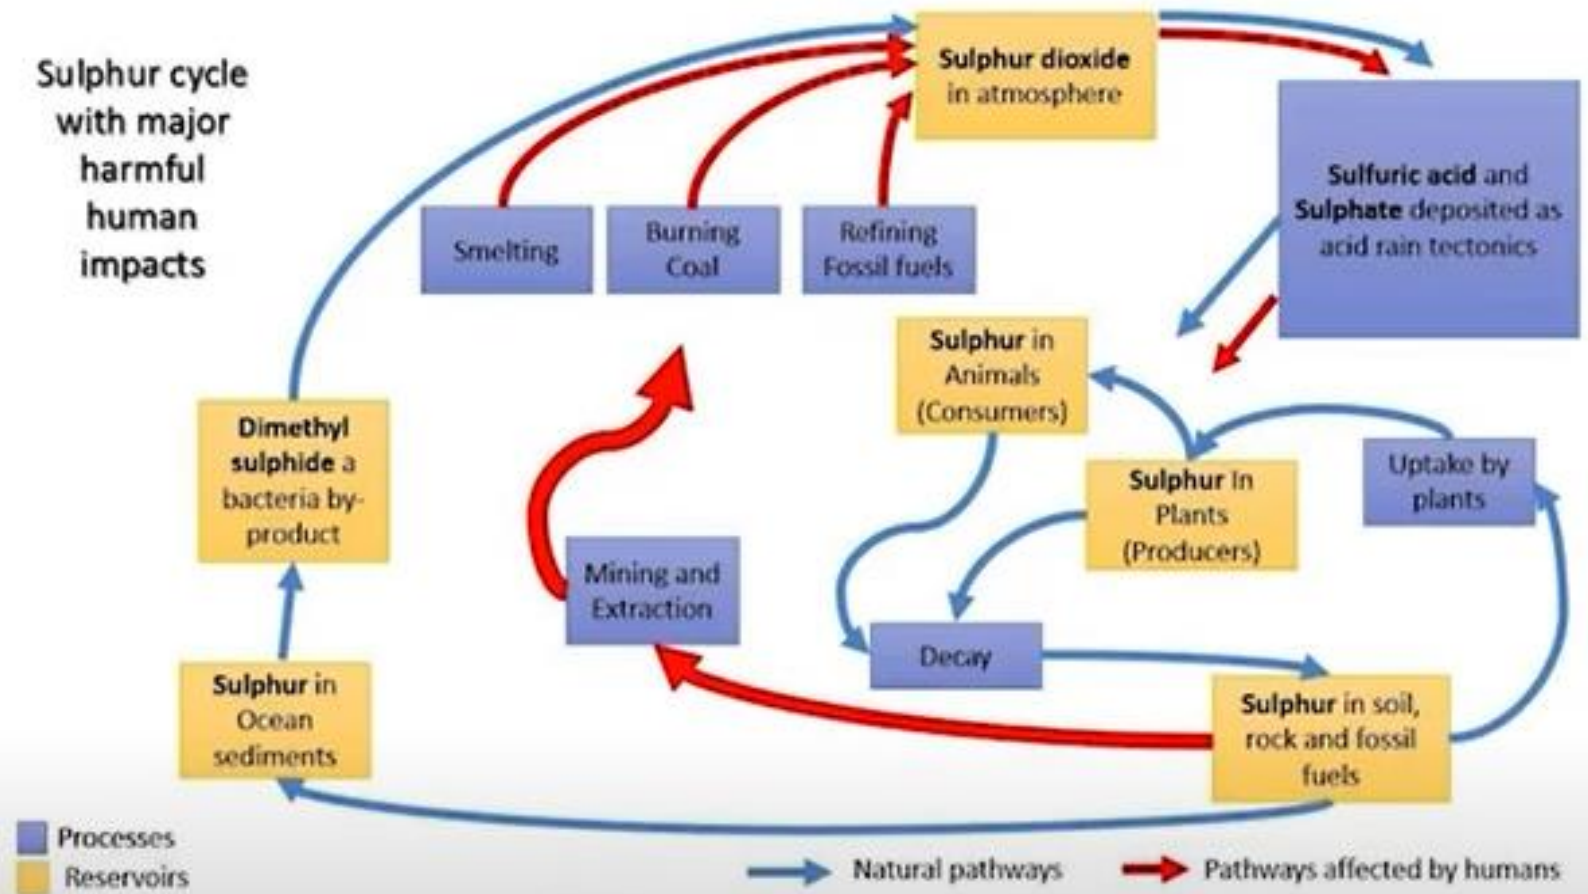 Sulphur cycle
with major
harmful
human
impacts
Sulphur dioxide
in atmosphere
Sulfuric acid and
Sulphate deposited as
acid rain tectonics
Smelting
Burning
Coal
Refining
Fossil fuels
Sulphur in
Animals
(Consumers)
Dimethyl
sulphide a
bacteria by-
product
Uptake by
plants
Sulphur In
Plants
(Producers)
Mining and
Extraction
Decay
Sulphur in
Ocean
sediments
Sulphur in soil,
rock and fossil
fuels
Processes
Reservoirs
Natural pathways
Pathways affected by humans